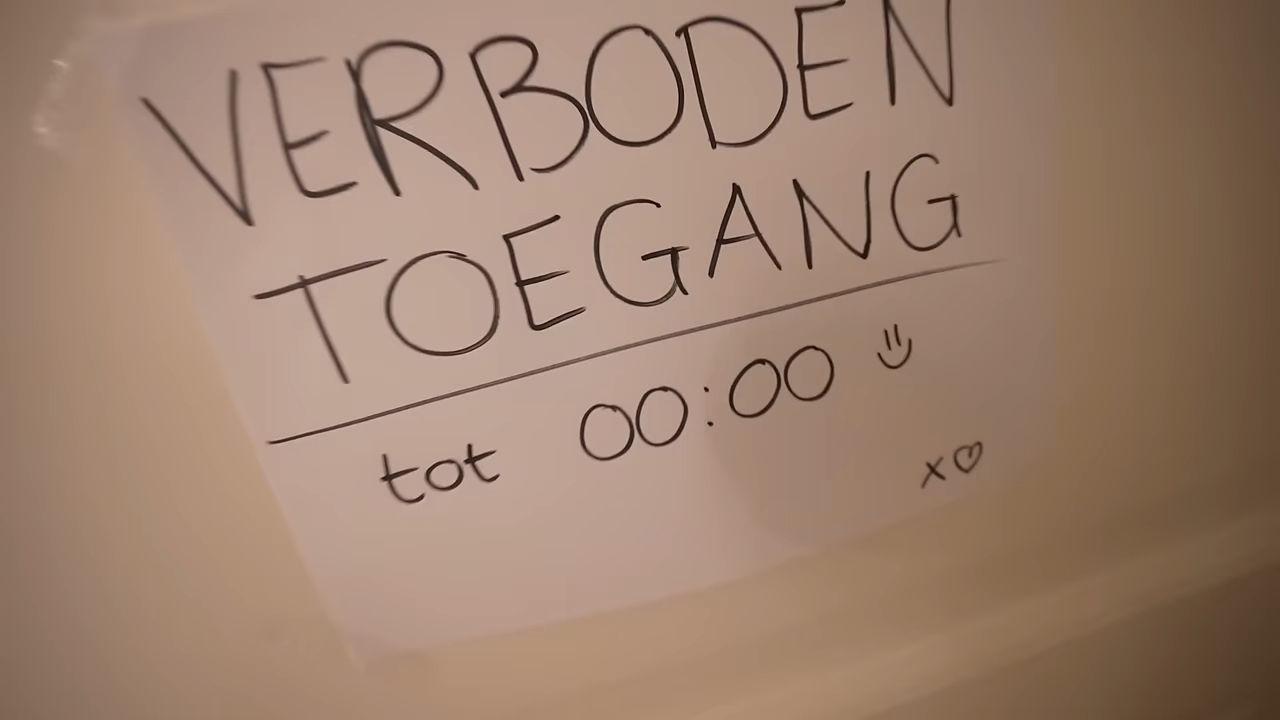 VERBODEN
TOEGANG
tot 00:00 :)
x♡